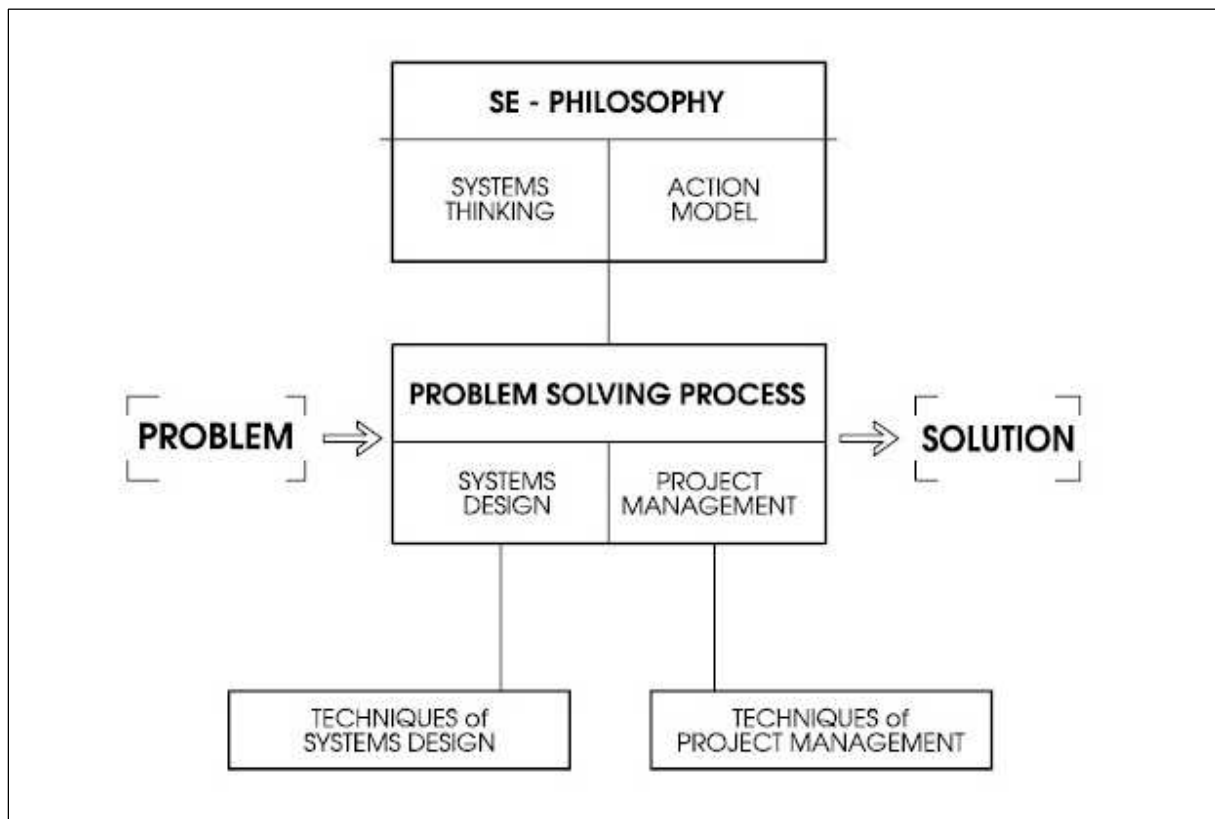 SE - PHILOSOPHY
SYSTEMS
THINKING
ACTION
MODEL
PROBLEM
PROBLEM SOLVING PROCESS
SYSTEMS
DESIGN
PROJECT
MANAGEMENT
SOLUTION
TECHNIQUES of
SYSTEMS DESIGN
TECHNIQUES of
PROJECT MANAGEMENT